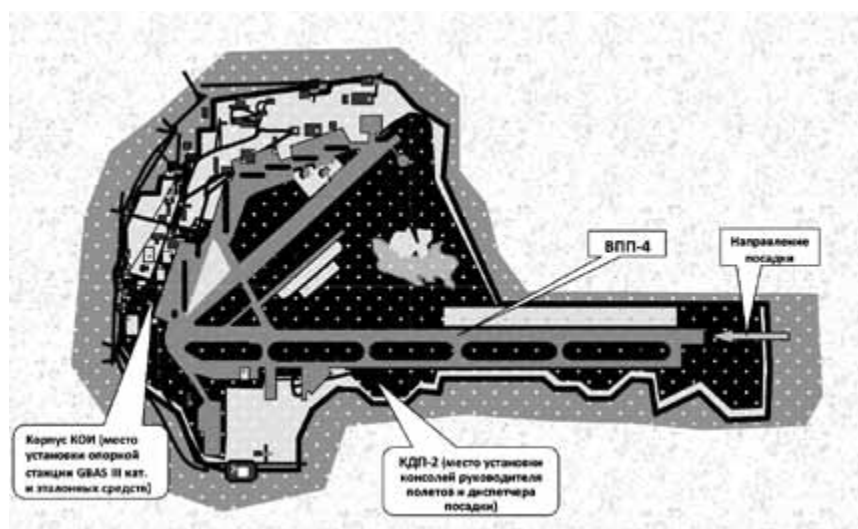 ВПП-4
Направление
посадки
Корпус КОИ (место
установки опорной
станции GBAS III кат.
и эталонных средств)
КДП-2 (место установки
консолей руководителя
полетов и диспетчера
посадки)